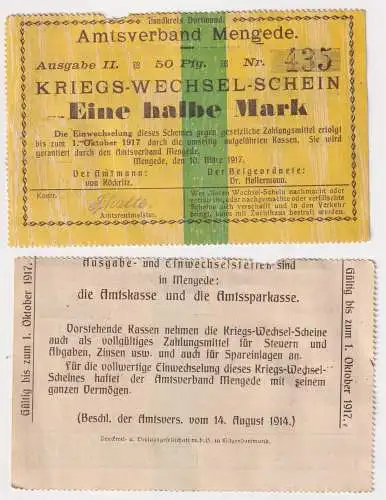 Landkreis Dortmund.
Amtsverband Mengede.
Ausgabe II. 50 Pfg. Nr. 435
KRIEGS-WECHSEL-SCHEIN
Eine halbe Mark
Die Einwechselung dieses Scheines gegen gesetzliche Zahlungsmittel erfolgt
bis zum 1. Oktober 1917 durch die umseitig aufgeführten Kassen. Sie wird
garantiert durch den Amtsverband Mengede.
Mengede, den 10. März 1917.
Der Amtmann: Der Beigeordnete:
von Köckritz. Dr. Hollermann.
Kontr.
Amtsrentmeister.
Wer diesen Wechsel-Schein nachmacht oder
verfälscht oder nachgemachte oder verfälschte
Scheine sich verschafft und in den Verkehr
bringt, kann mit Zuchthaus bestraft werden.
Gültig bis zum 1. Oktober 1917.
Ausgabe- und Einwechselstellen sind
in Mengede:
die Amtskasse und die Amtssparkasse.
Vorstehende Kassen nehmen die Kriegs-Wechsel-Scheine
auch als vollgültiges Zahlungsmittel für Steuern und
Abgaben, Zinsen usw. und auch für Spareinlagen an.
Für die vollwertige Einwechselung dieses Kriegs-Wechsel-
Scheines haftet der Amtsverband Mengede mit seinem
ganzen Vermögen.
(Beschl. der Amtsvers. vom 14. August 1914.)
Druckerei- u. Verlagsgesellschaft m. b. H. in
Gültig bis zum 1. Oktober 1917.